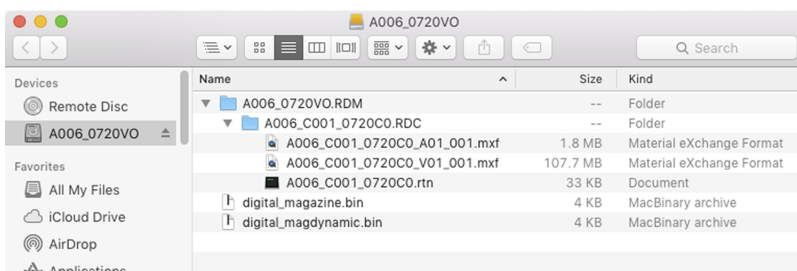 A006_0720VO
Search
Devices
Remote Disc
A006_0720VO
Favorites
All My Files
iCloud Drive
AirDrop
Applications
Name Size Kind
A006_0720VO.RDM -- Folder
A006_C001_0720C0.RDC -- Folder
A006_C001_0720C0_A01_001.mxf 1.8 MB Material eXchange Format
A006_C001_0720C0_V01_001.mxf 107.7 MB Material eXchange Format
A006_C001_0720C0.rtn 33 KB Document
digital_magazine.bin 4 KB MacBinary archive
digital_magdynamic.bin 4 KB MacBinary archive